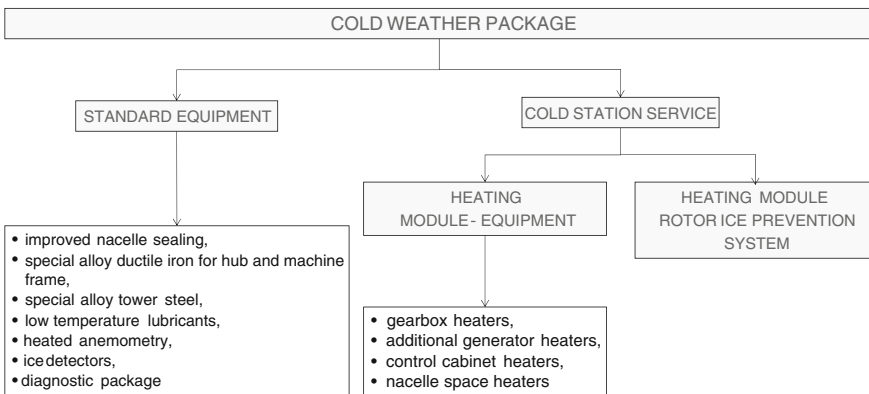 COLD WEATHER PACKAGE
STANDARD EQUIPMENT
COLD STATION SERVICE
HEATING
MODULE - EQUIPMENT
HEATING MODULE
ROTOR ICE PREVENTION
SYSTEM
• improved nacelle sealing,
• special alloy ductile iron for hub and machine
frame,
• special alloy tower steel,
• low temperature lubricants,
• heated anemometry,
• ice detectors,
• diagnostic package
• gearbox heaters,
• additional generator heaters,
• control cabinet heaters,
• nacelle space heaters